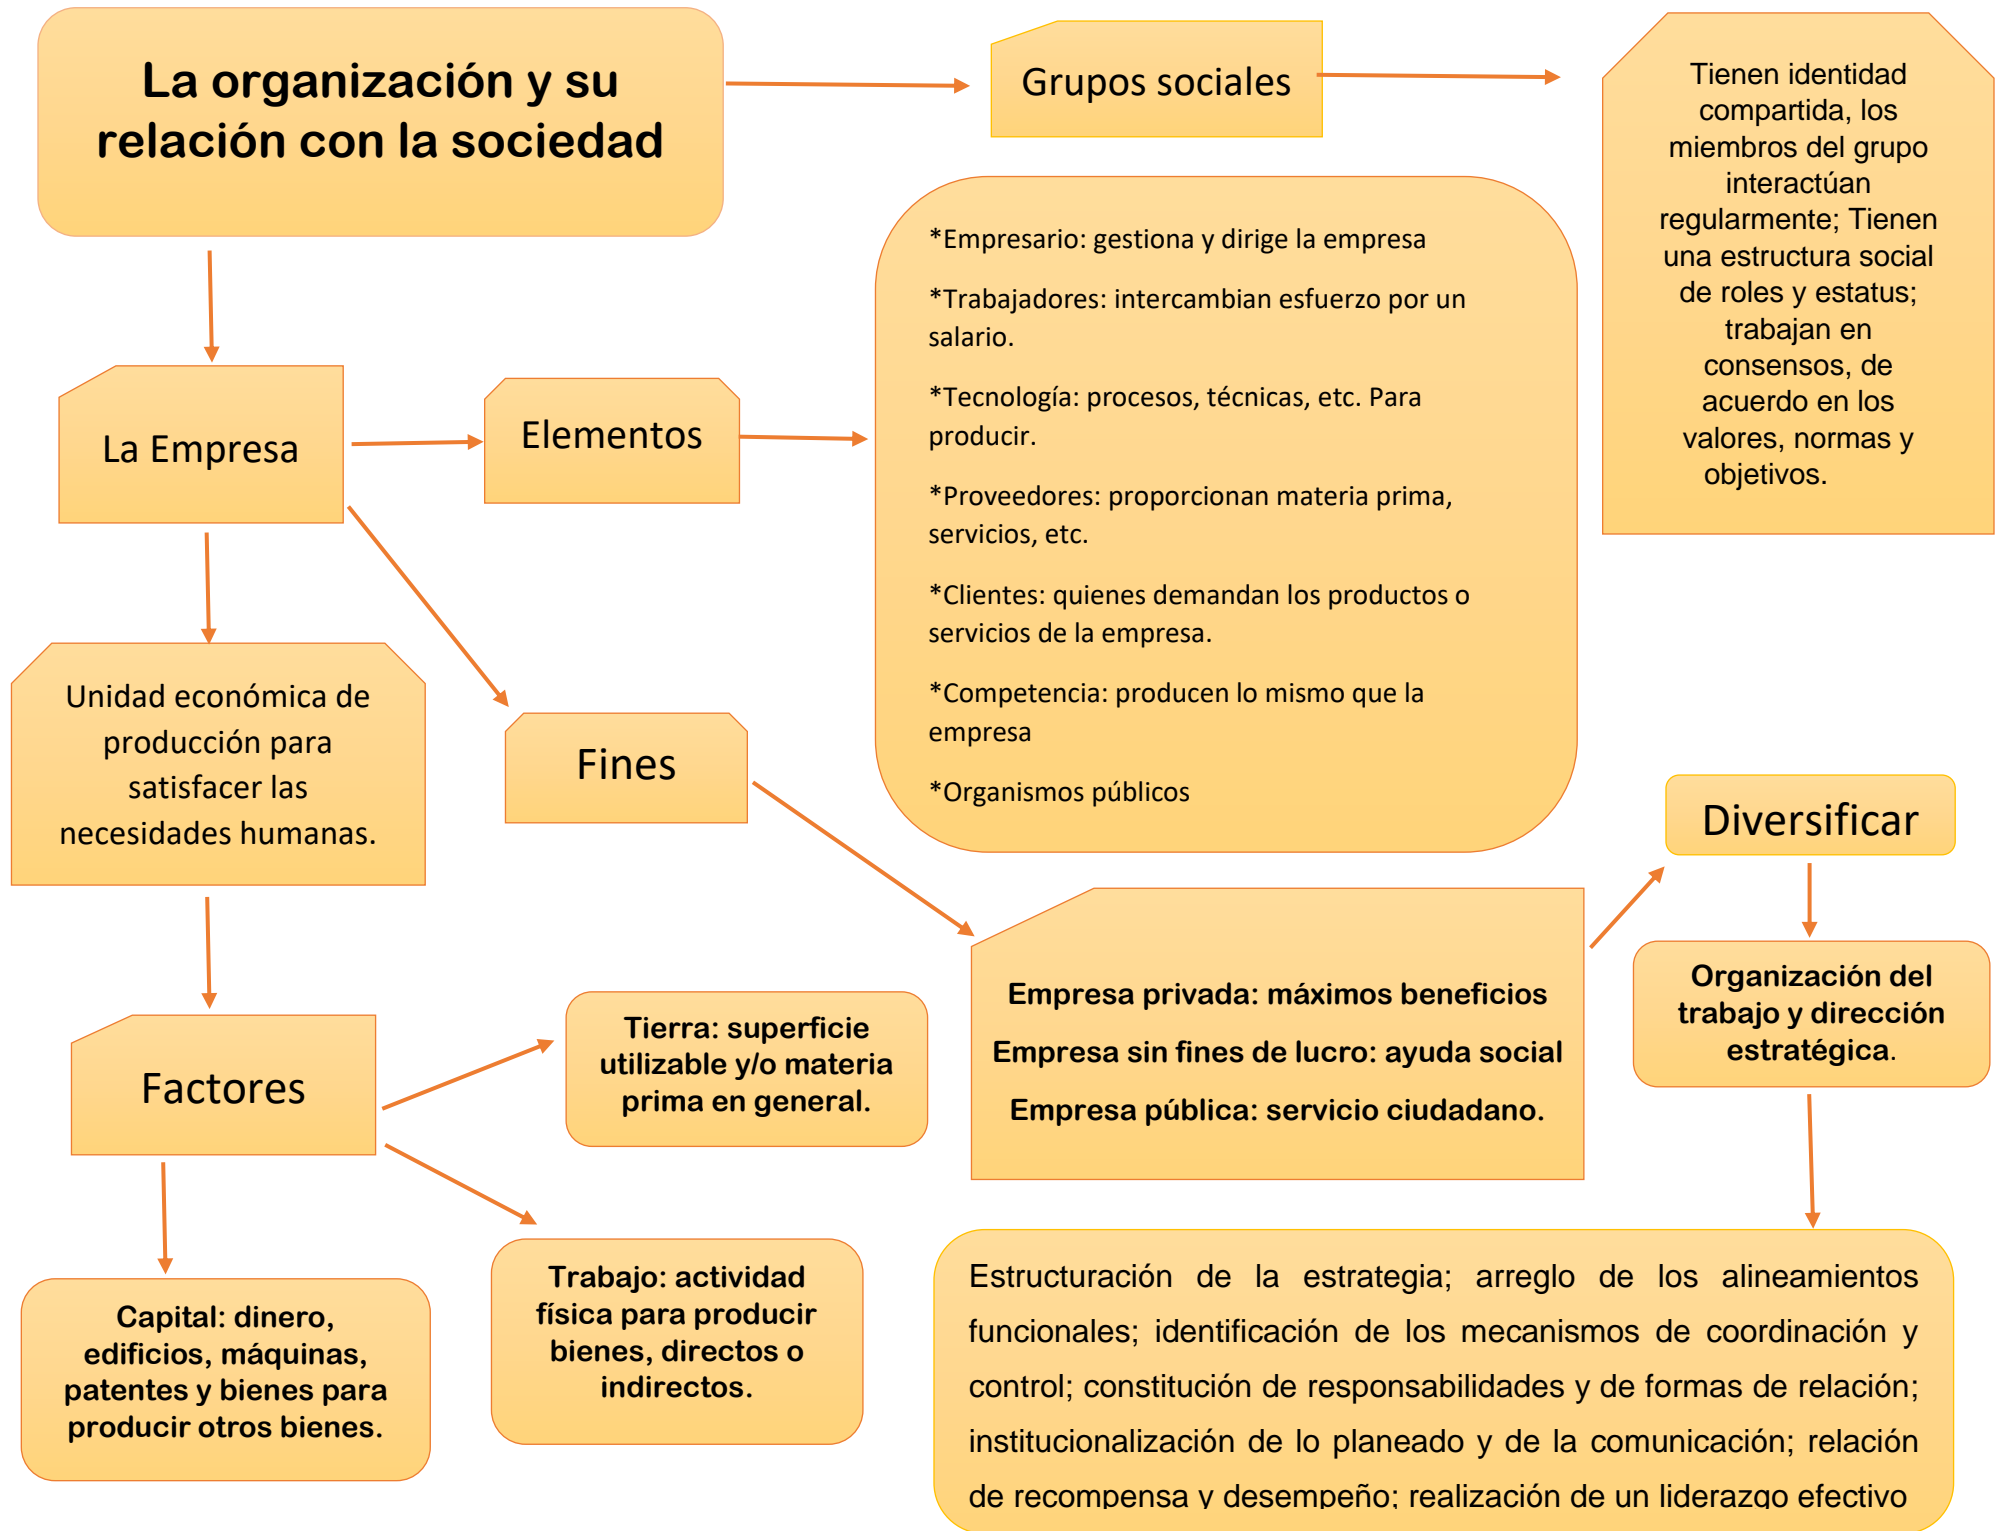 La organización y su
relación con la sociedad
Grupos sociales
Tienen identidad
compartida, los
miembros del grupo
interactúan
regularmente; Tienen
una estructura social
de roles y estatus;
trabajan en
consensos, de
acuerdo en los
valores, normas y
objetivos.
La Empresa
Elementos
*Empresario: gestiona y dirige la empresa
*Trabajadores: intercambian esfuerzo por un
salario.
*Tecnología: procesos, técnicas, etc. Para
producir.
*Proveedores: proporcionan materia prima,
servicios, etc.
*Clientes: quienes demandan los productos o
servicios de la empresa.
*Competencia: producen lo mismo que la
empresa
*Organismos públicos
Unidad económica de
producción para
satisfacer las
necesidades humanas.
Fines
Empresa privada: máximos beneficios
Empresa sin fines de lucro: ayuda social
Empresa pública: servicio ciudadano.
Diversificar
Organización del
trabajo y dirección
estratégica.
Factores
Tierra: superficie
utilizable y/o materia
prima en general.
Trabajo: actividad
física para producir
bienes, directos o
indirectos.
Capital: dinero,
edificios, máquinas,
patentes y bienes para
producir otros bienes.
Estructuración de la estrategia; arreglo de los alineamientos
funcionales; identificación de los mecanismos de coordinación y
control; constitución de responsabilidades y de formas de relación;
institucionalización de lo planeado y de la comunicación; relación
de recompensa y desempeño; realización de un liderazgo efectivo